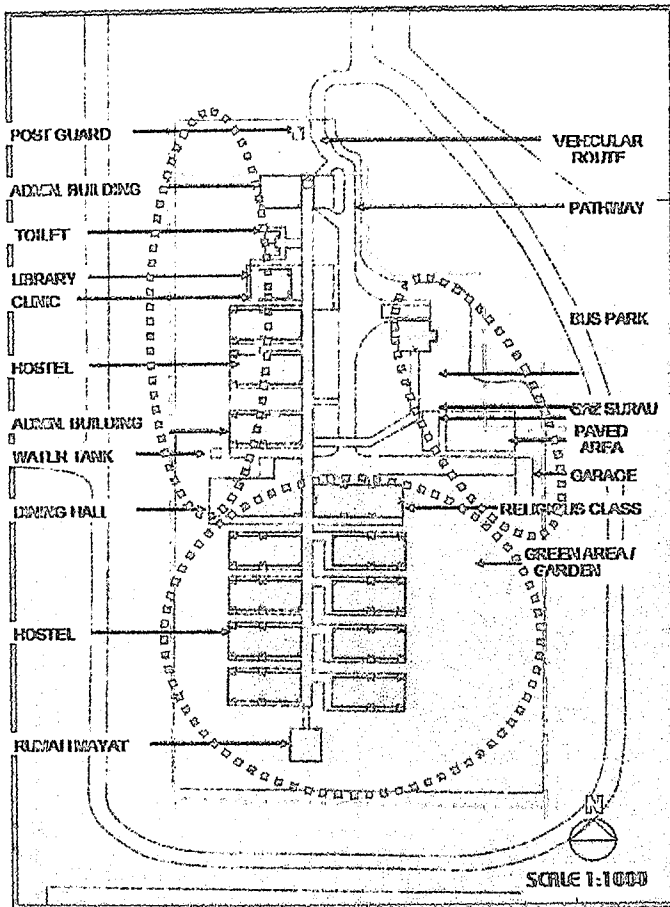 POST GUARD
ADMN. BUILDING
TOILET
LIBRARY
CLINIC
HOSTEL
ADMN. BUILDING
WATER TANK
DINING HALL
HOSTEL
RUMAH MAYAT
VEHICULAR
ROUTE
PATHWAY
BUS PARK
SURAU
PAVED
AREA
GARAGE
RELIGIOUS CLASS
GREEN AREA /
GARDEN
N
SCALE 1:1000